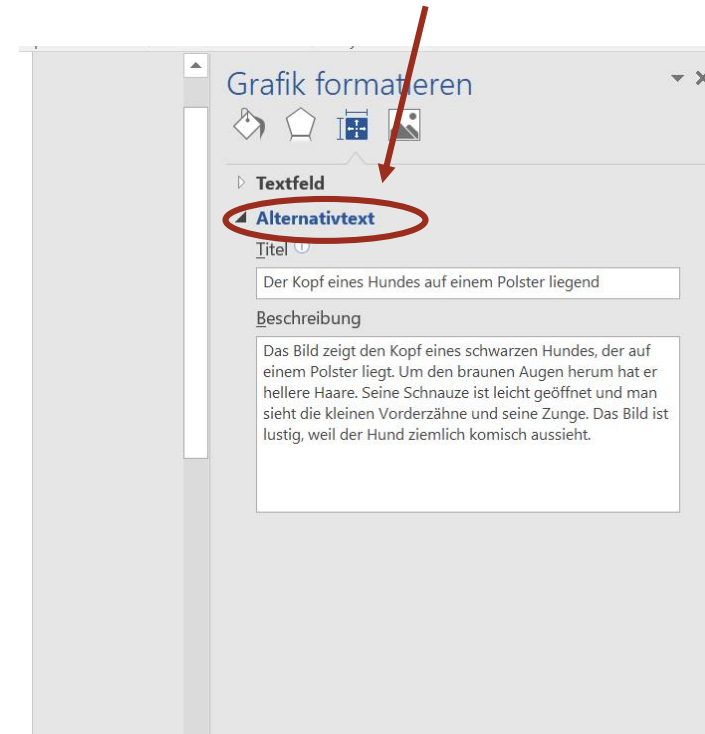 Grafik formatieren
Textfeld
Alternativtext
Titel
Der Kopf eines Hundes auf einem Polster liegend
Beschreibung
Das Bild zeigt den Kopf eines schwarzen Hundes, der auf
einem Polster liegt. Um den braunen Augen herum hat er
hellere Haare. Seine Schnauze ist leicht geöffnet und man
sieht die kleinen Vorderzähne und seine Zunge. Das Bild ist
lustig, weil der Hund ziemlich komisch aussieht.